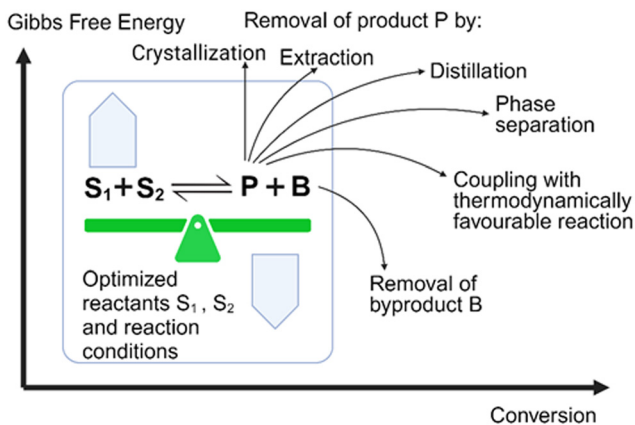 Gibbs Free Energy
Removal of product P by:
Crystallization
Extraction
Distillation
Phase
separation
S₁+S₂ ⇌ P + B
Coupling with
thermodynamically
favourable reaction
Optimized
reactants S₁ , S₂
and reaction
conditions
Removal of
byproduct B
Conversion